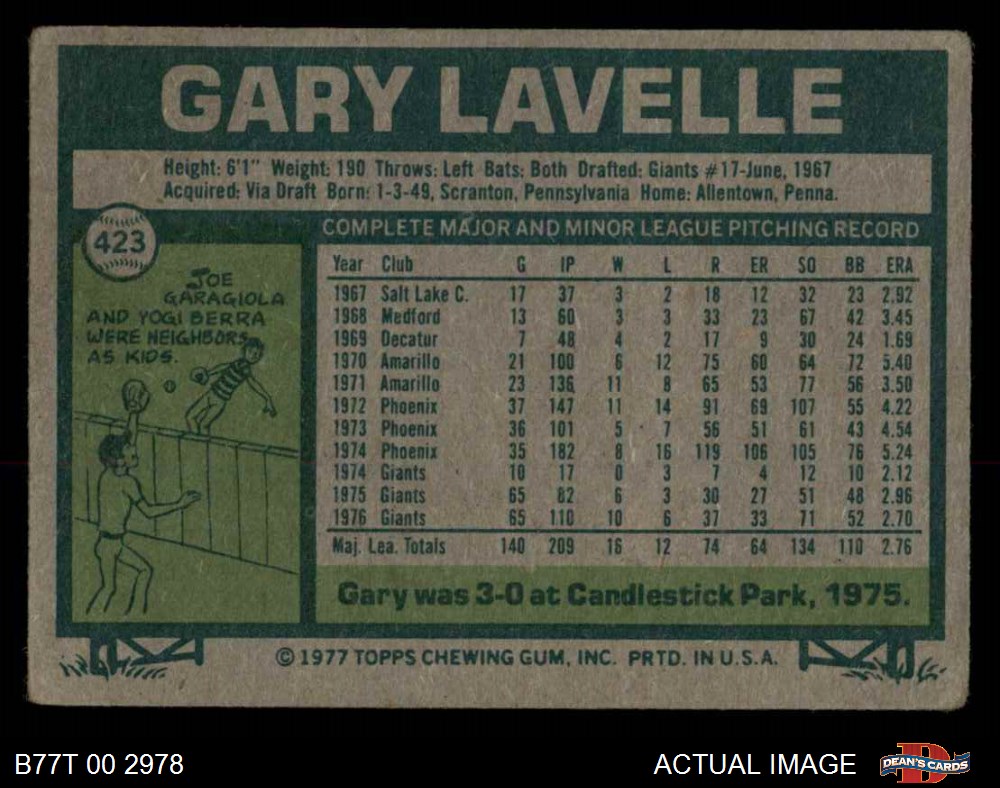 GARY LAVELLE
Height: 6'1" Weight: 190 Throws: Left Bats: Both Drafted: Giants #17-June, 1967
Acquired: Via Draft Born: 1-3-49, Scranton, Pennsylvania Home: Allentown, Penna.
423
JOE
GARAGIOLA
AND YOGI BERRA
WERE NEIGHBORS
AS KIDS.
COMPLETE MAJOR AND MINOR LEAGUE PITCHING RECORD
Year Club G IP W L R ER SO BB ERA
1967 Salt Lake C. 17 37 3 2 18 12 32 23 2.92
1968 Medford 13 60 3 3 33 23 67 42 3.45
1969 Decatur 7 48 4 2 17 9 30 24 1.69
1970 Amarillo 21 100 6 12 75 60 64 72 5.40
1971 Amarillo 23 136 11 8 65 53 77 56 3.50
1972 Phoenix 37 147 11 14 91 69 107 55 4.22
1973 Phoenix 36 101 5 7 56 51 61 43 4.54
1974 Phoenix 35 182 8 16 119 106 105 76 5.24
1974 Giants 10 17 0 3 7 4 12 10 2.12
1975 Giants 65 82 6 3 30 27 51 48 2.96
1976 Giants 65 110 10 6 37 33 71 52 2.70
Maj. Lea. Totals 140 209 16 12 74 64 134 110 2.76
Gary was 3-0 at Candlestick Park, 1975.
© 1977 TOPPS CHEWING GUM, INC. PRTD. IN U.S.A.
B77T 00 2978
ACTUAL IMAGE
DEAN'S CARDS